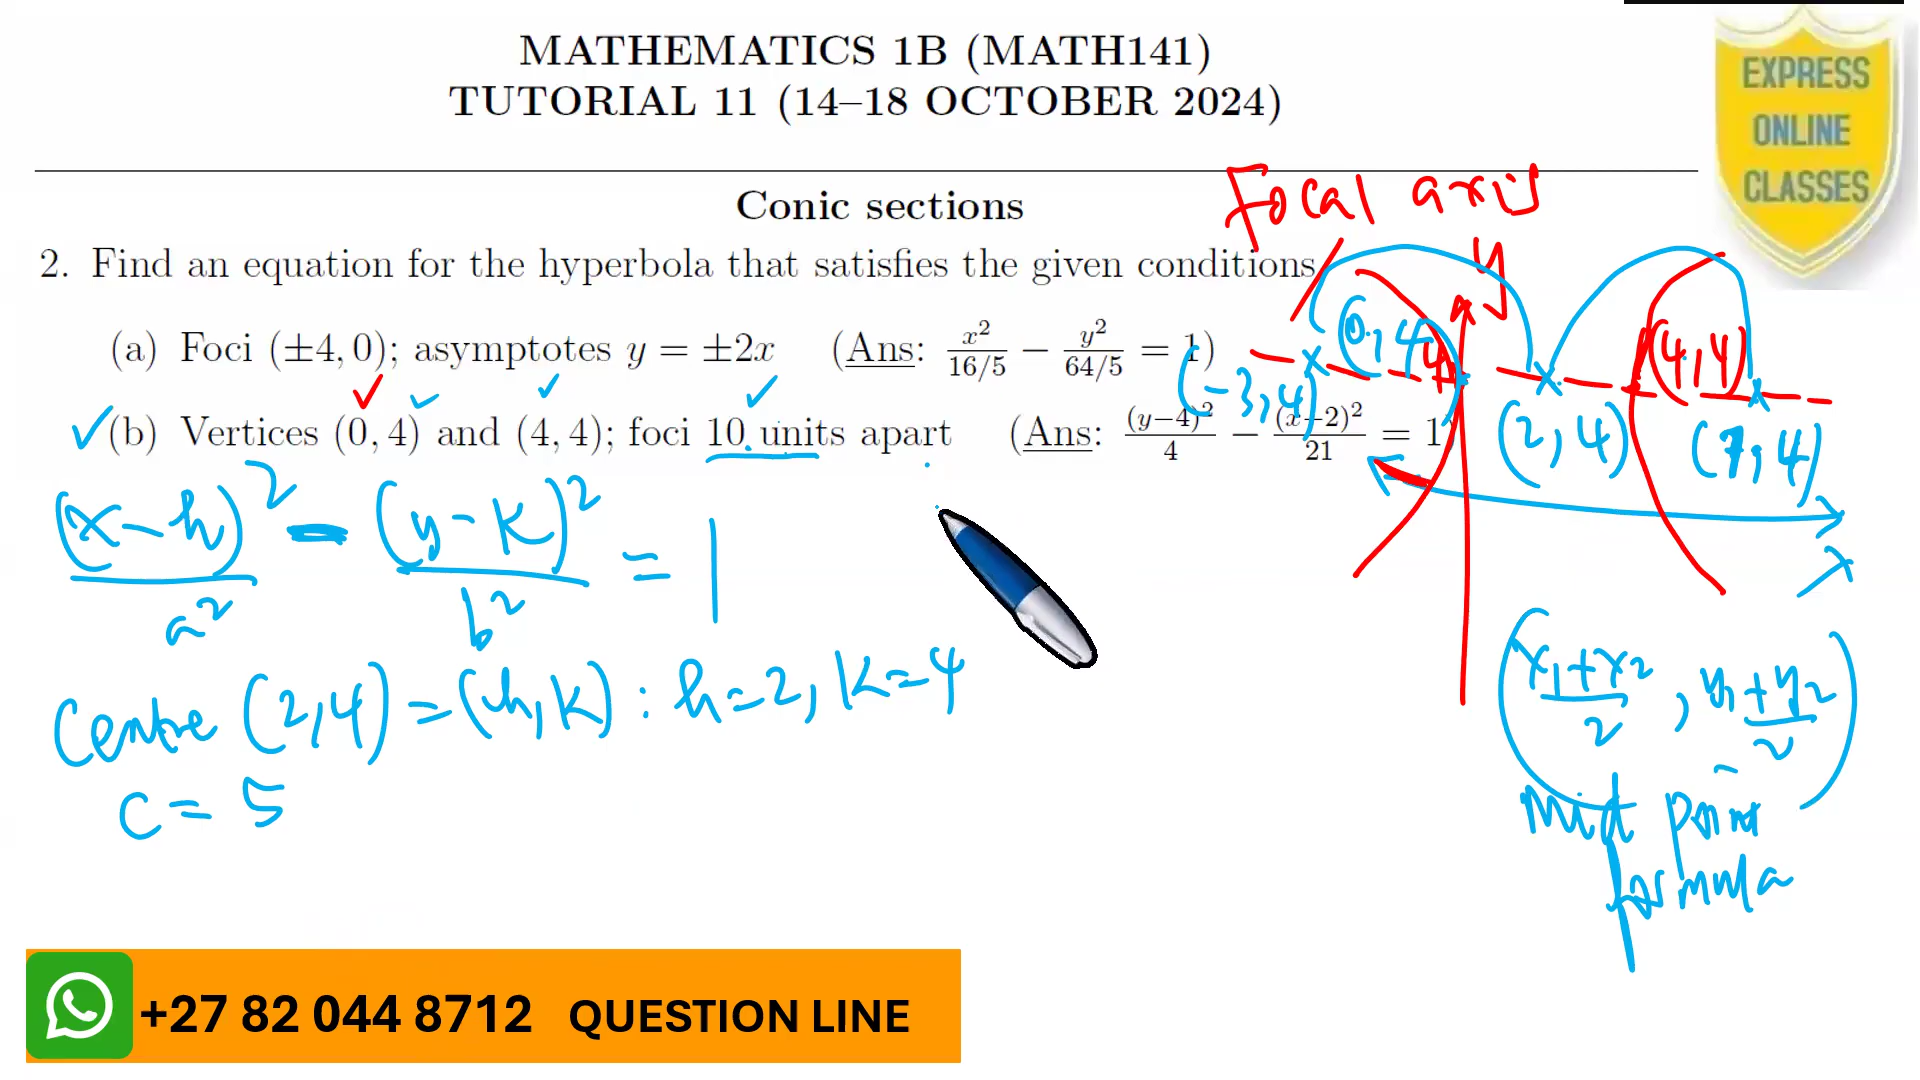 MATHEMATICS 1B (MATH141)
TUTORIAL 11 (14–18 OCTOBER 2024)
EXPRESS
ONLINE
CLASSES
Conic sections
Focal axis
2. Find an equation for the hyperbola that satisfies the given conditions
y
(a) Foci (±4, 0); asymptotes y = ±2x (Ans: x²/16/5 − y²/64/5 = 1)
(0, 4) 4 (4, 4)
(−3, 4) (2, 4) (7, 4)
(b) Vertices (0, 4) and (4, 4); foci 10 units apart (Ans: (y−4)²/4 − (x−2)²/21 = 1)
(x−h)²/a² − (y−k)²/b² = 1
x
Centre (2,4) = (h, k) : h=2, k=4
(x₁+x₂/2 , y₁+y₂/2)
c = 5
Mid point
formula
+27 82 044 8712 QUESTION LINE